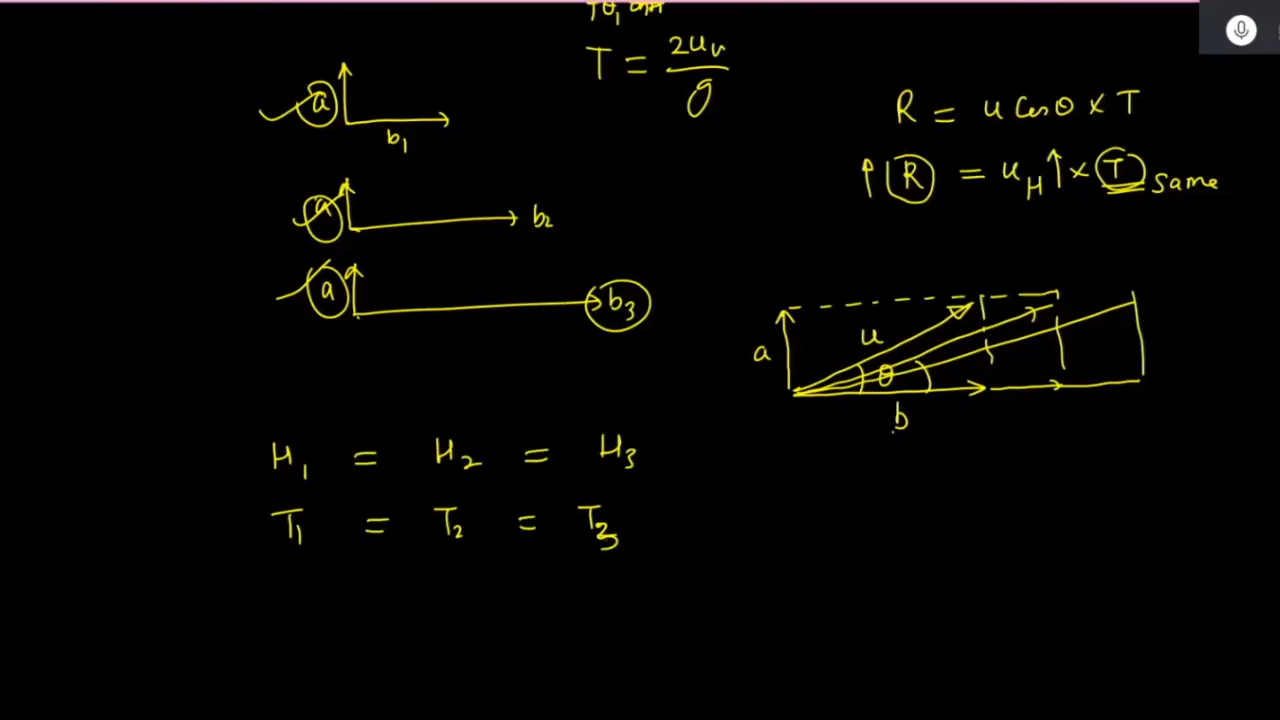 T = 2u_v/g
a
b₁
R = u Cosθ × T
↑ R = u_H ↑ × T Same
a
b₂
a
b₃
u
a
θ
b
H₁ = H₂ = H₃
T₁ = T₂ = T₃